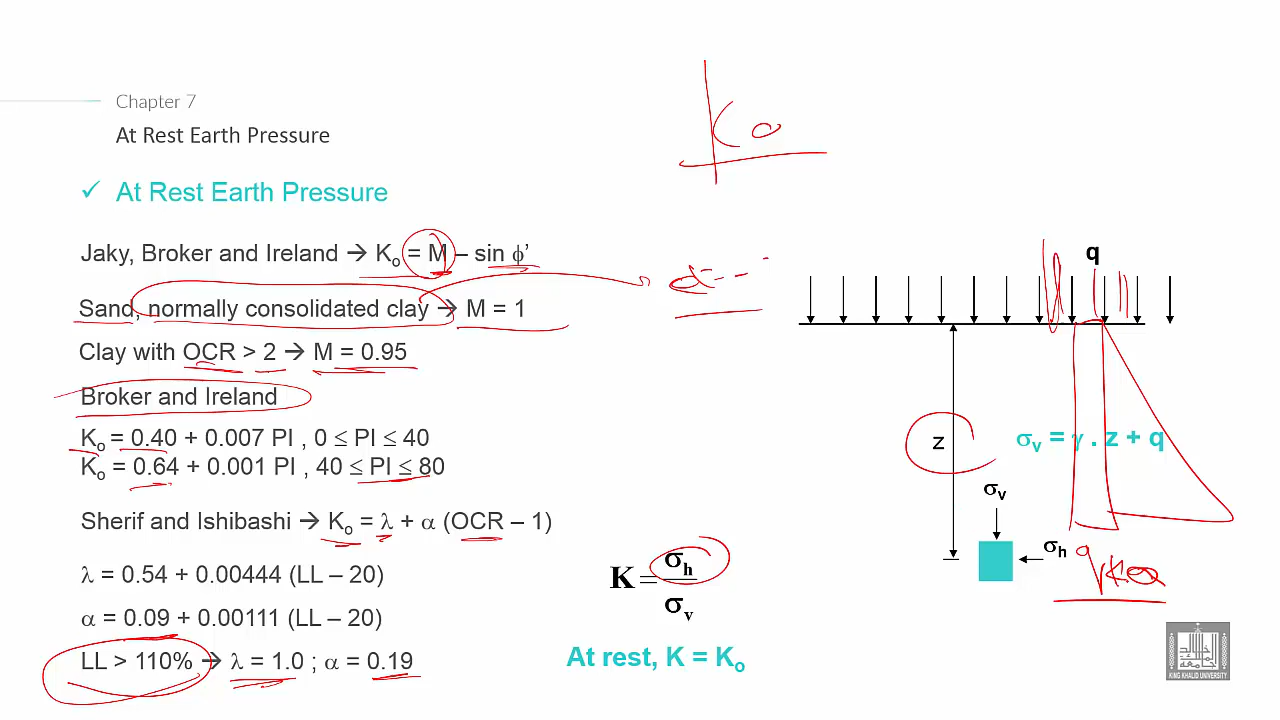 Chapter 7
At Rest Earth Pressure
✓ At Rest Earth Pressure
Ko
Jaky, Broker and Ireland → Ko = M – sin ϕ’
Sand, normally consolidated clay → M = 1
Clay with OCR > 2 → M = 0.95
Broker and Ireland
Ko = 0.40 + 0.007 PI , 0 ≤ PI ≤ 40
Ko = 0.64 + 0.001 PI , 40 ≤ PI ≤ 80
Sherif and Ishibashi → Ko = λ + α (OCR – 1)
λ = 0.54 + 0.00444 (LL – 20)
α = 0.09 + 0.00111 (LL – 20)
LL > 110% → λ = 1.0 ; α = 0.19
K = σh
σv
At rest, K = Ko
q
z
σv = γ . z + q
σv
σh
qKo
KING KHALID UNIVERSITY